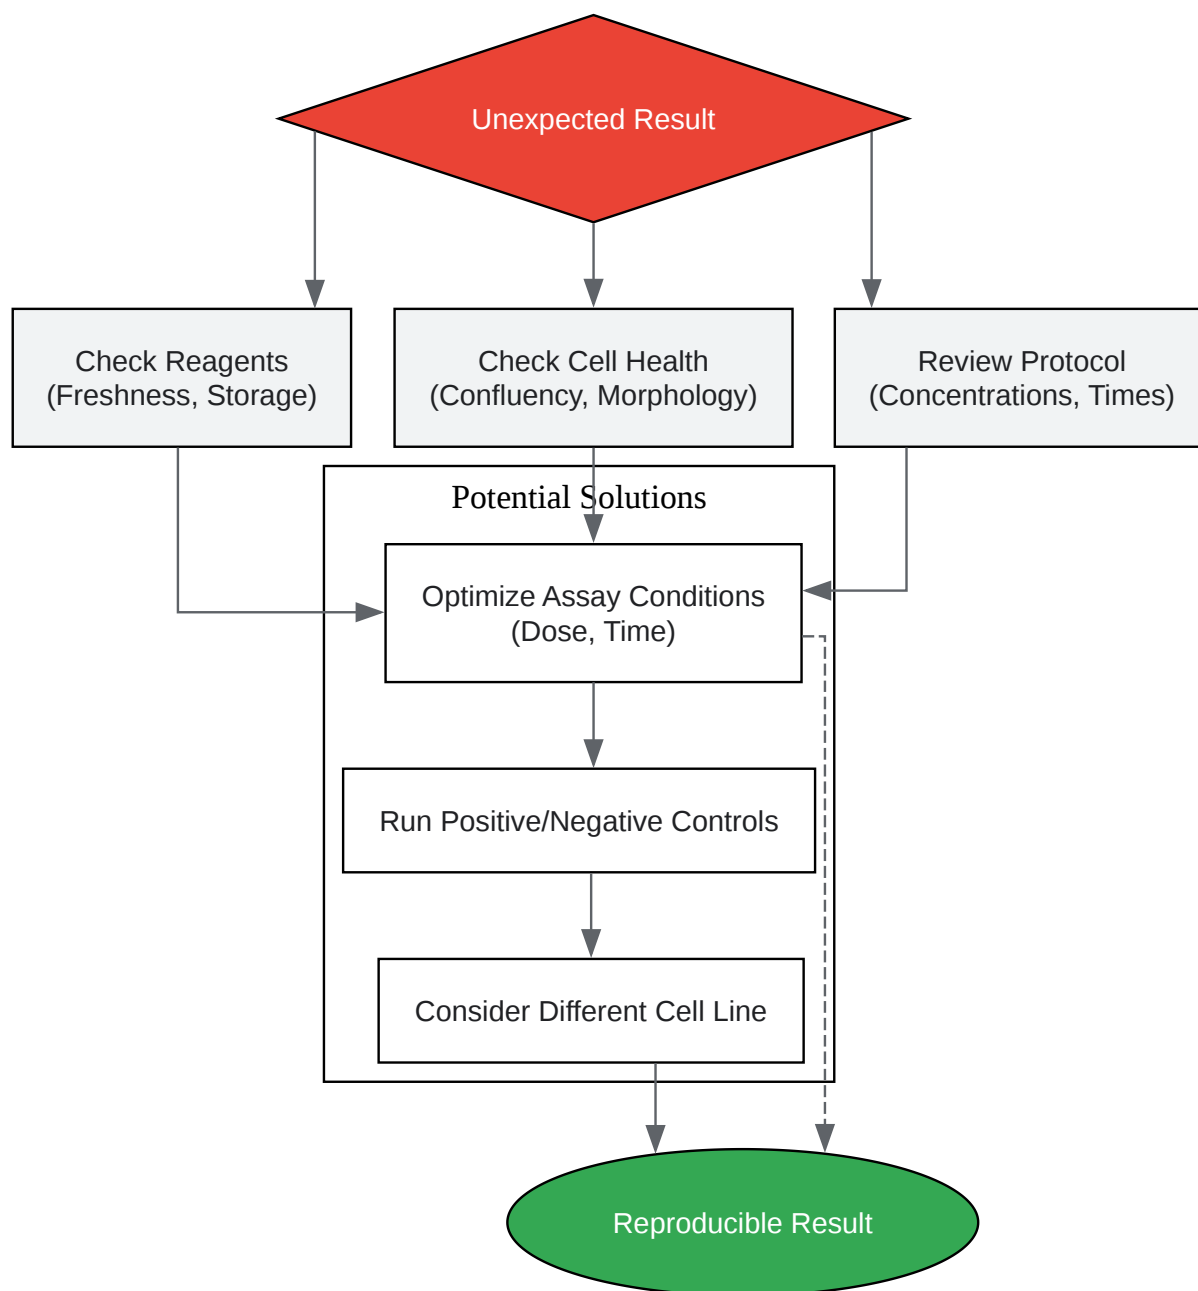 Unexpected Result
Check Reagents
(Freshness, Storage)
Check Cell Health
(Confluency, Morphology)
Review Protocol
(Concentrations, Times)
Potential Solutions
Optimize Assay Conditions
(Dose, Time)
Run Positive/Negative Controls
Consider Different Cell Line
Reproducible Result